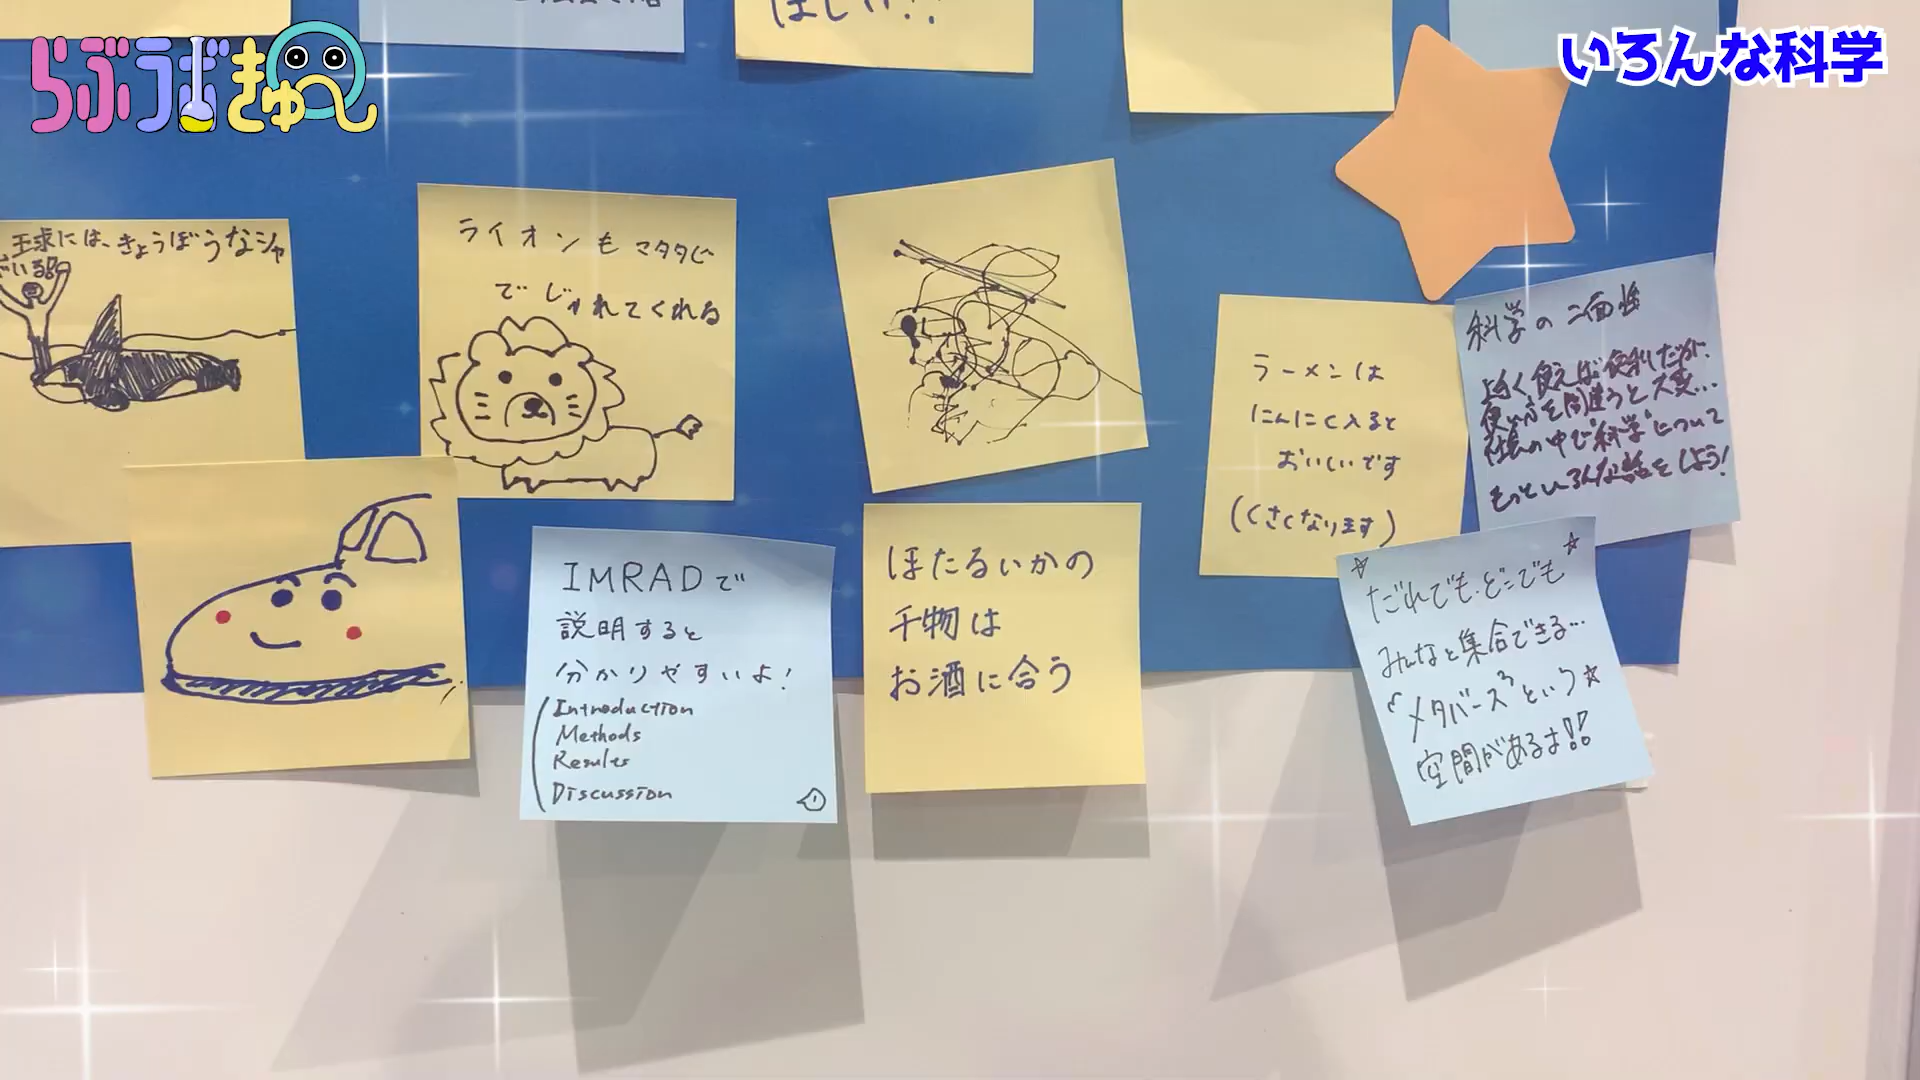 らぶラボきゅ〜
いろんな科学
ほしい!!
球には、きょうぼうなシャ
いる!!
ライオンもマタタビ
でじゃれてくれる
ラーメンは
にんにく入ると
おいしいです
(くさくなります)
科学の二面性
上手く使えば便利だが、
使い方を間違うと大変…
社会の中で"科学"について
もっといろんな話をしよう!
IMRADで
説明すると
分かりやすいよ!
Introduction
Methods
Results
Discussion
ほたるいかの
干物は
お酒に合う
だれでも・どこでも
みんなと集合できる…
"メタバース"という
空間があるよ!!